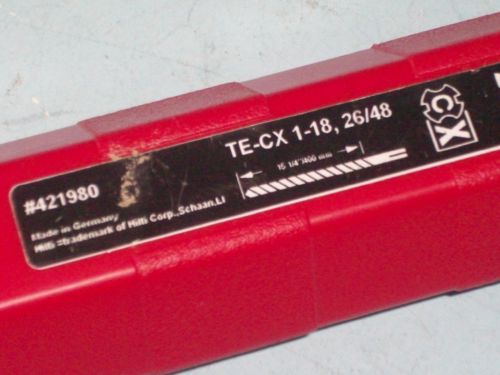 TE-CX 1-18, 26/48
CX
15 1/4"/400 mm
#421980
Made in Germany
Hilti =trademark of Hilti Corp.,Schaan,LI